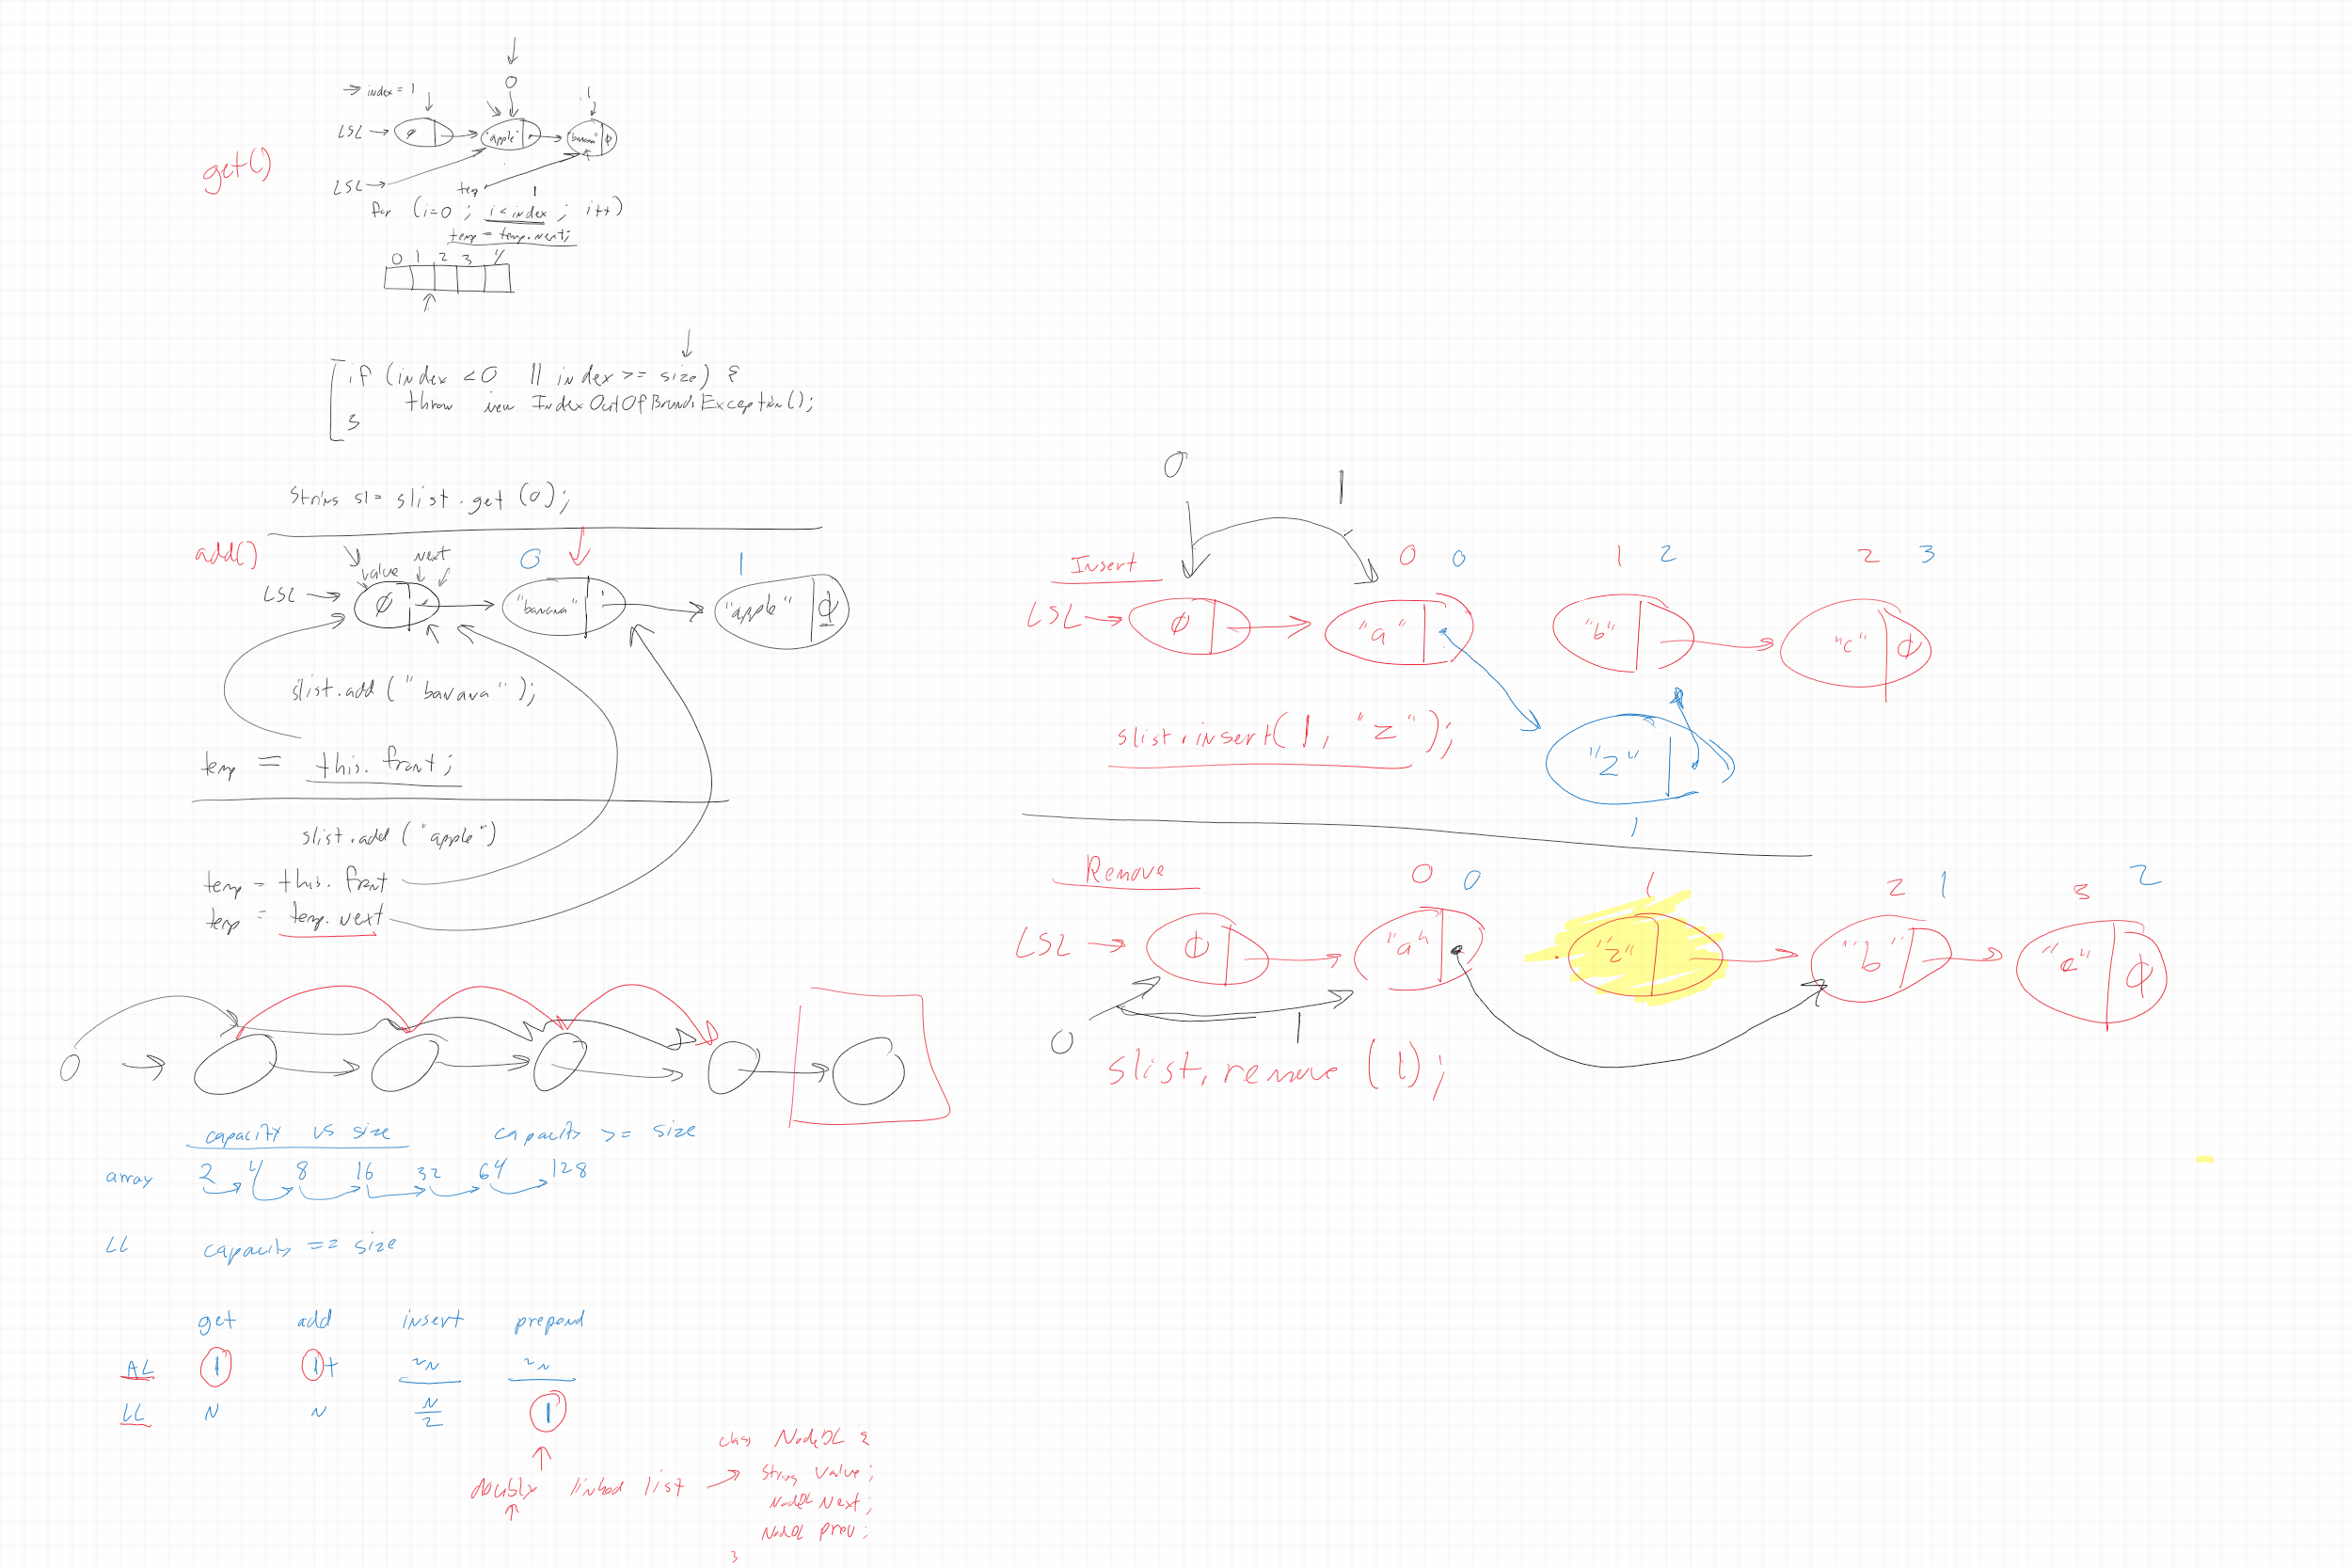 0
→ index = 1
1
LSL → φ "apple" "banana" φ
get()
LSL →
temp
1
for (i=0 ; i<index ; i++)
temp = temp.next;
0 1 2 3 4
if (index <0 || index >= size) {
throw new IndexOutOfBoundsException();
}
String s1= slist.get (0);
add()
value
next
0
1
LSL → φ "banana" "apple" φ
slist.add ("banana");
temp = this.front;
slist.add ("apple")
temp = this.front
temp = temp.next
0
capacity vs size
capacity >= size
array 2 4 8 16 32 64 128
LL capacity == size
get add insert prepend
AL 1 1+ ~N ~N
LL N N N/2 1
doubly linked list →
class NodeDL {
String value;
NodeDL next;
NodeDL prev;
}
0
1
Insert
0 0 1 2 2 3
LSL → φ "a" "b" "c" φ
slist.insert(1, "z");
"z"
1
Remove
0 0 1 2 1 3 2
LSL → φ "a" "z" "b" "c" φ
0
1
slist.remove (1);